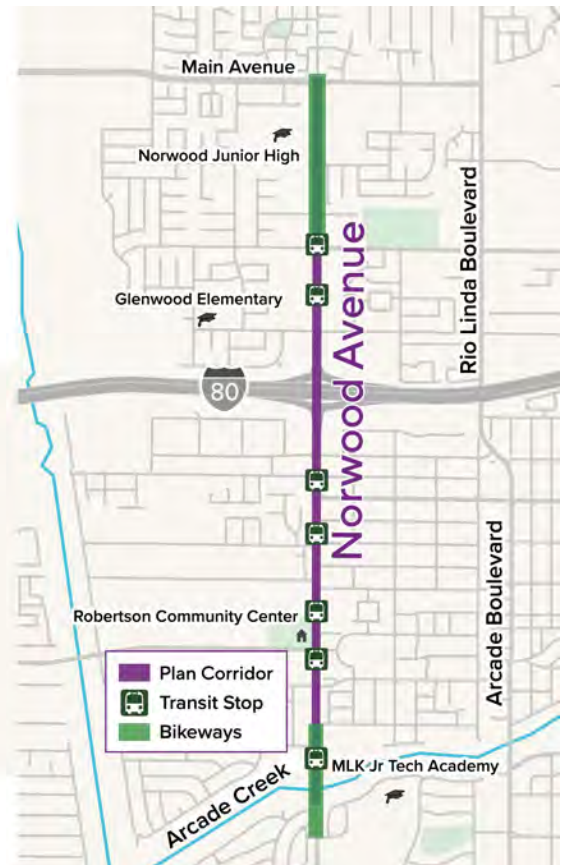 Main Avenue
Norwood Junior High
Norwood Avenue
Rio Linda Boulevard
Glenwood Elementary
80
Arcade Boulevard
Robertson Community Center
Plan Corridor
Transit Stop
Bikeways
MLK Jr Tech Academy
Arcade Creek